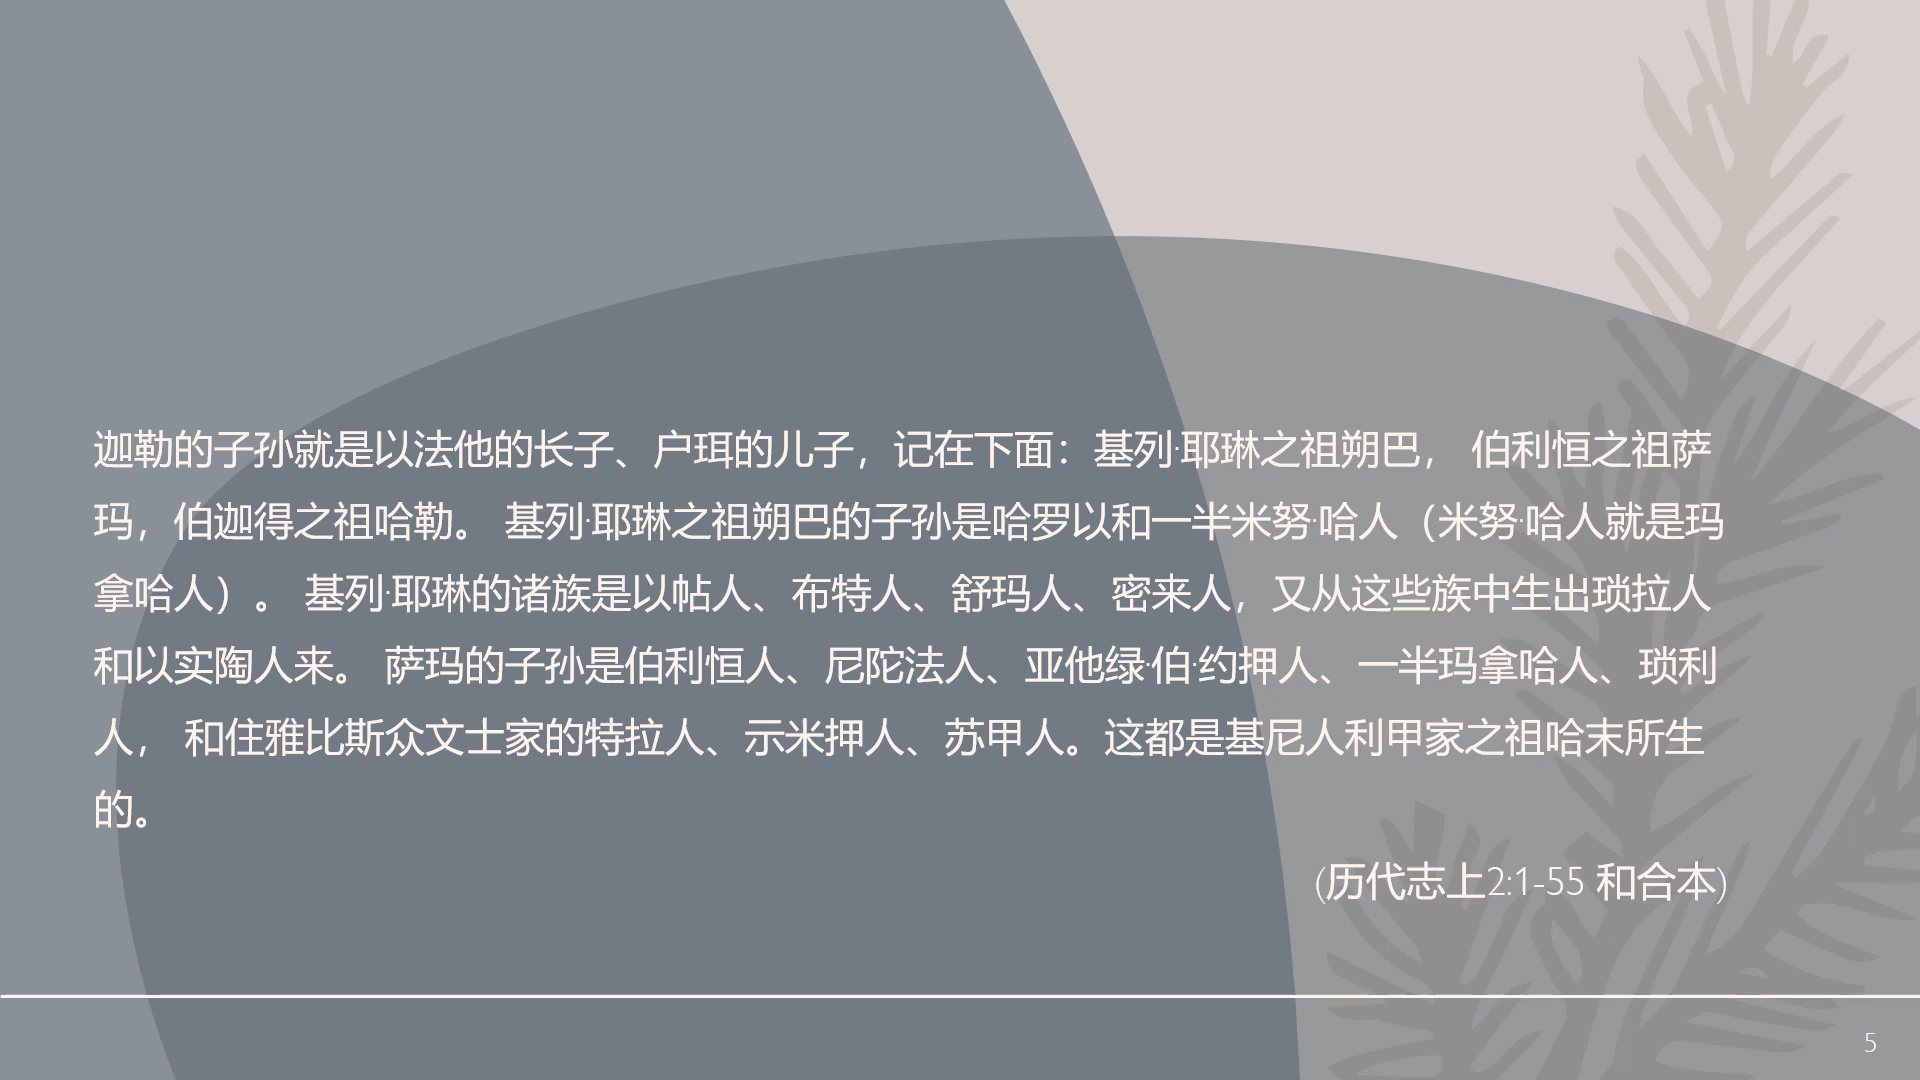 迦勒的子孙就是以法他的长子、户珥的儿子，记在下面：基列·耶琳之祖朔巴， 伯利恒之祖萨
玛，伯迦得之祖哈勒。 基列·耶琳之祖朔巴的子孙是哈罗以和一半米努·哈人（米努·哈人就是玛
拿哈人）。 基列·耶琳的诸族是以帖人、布特人、舒玛人、密来人，又从这些族中生出琐拉人
和以实陶人来。 萨玛的子孙是伯利恒人、尼陀法人、亚他绿·伯·约押人、一半玛拿哈人、琐利
人， 和住雅比斯众文士家的特拉人、示米押人、苏甲人。这都是基尼人利甲家之祖哈末所生
的。
(历代志上2:1-55 和合本)
5